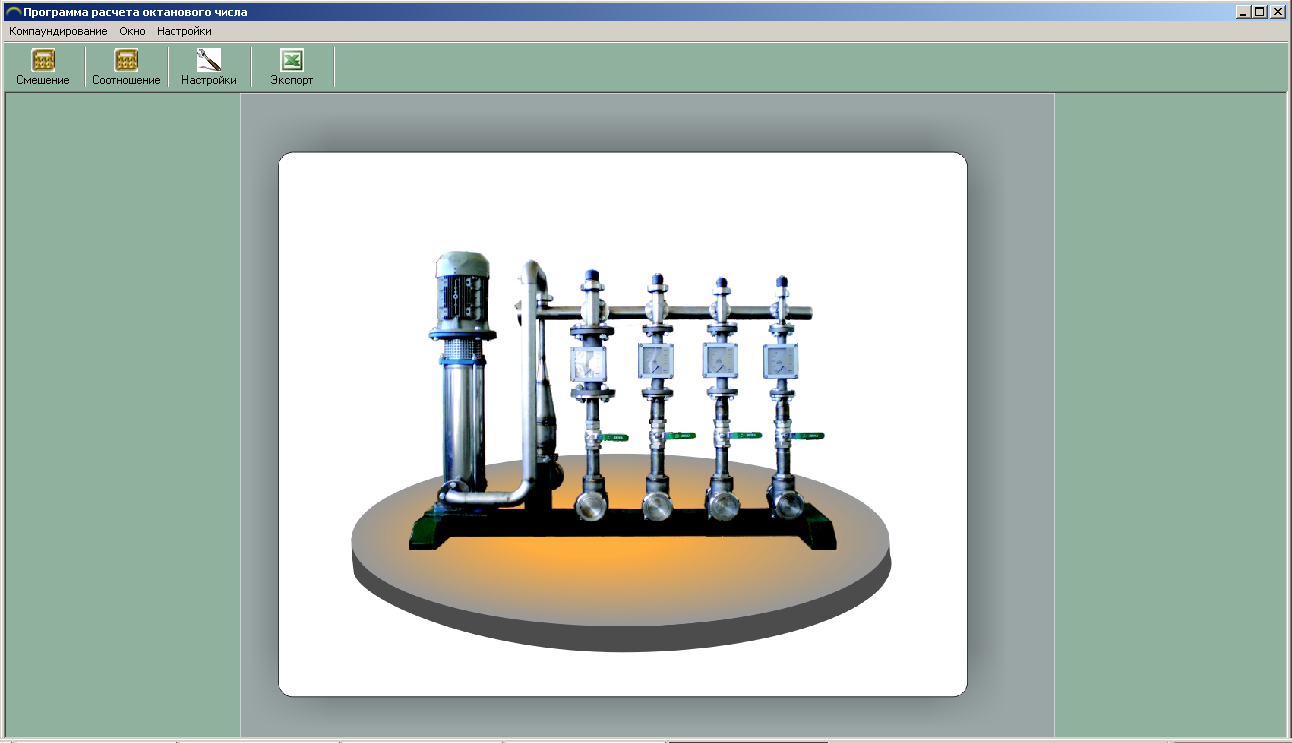 Программа расчета октанового числа
Компаундирование Окно Настройки
Смешение Соотношение Настройки Экспорт